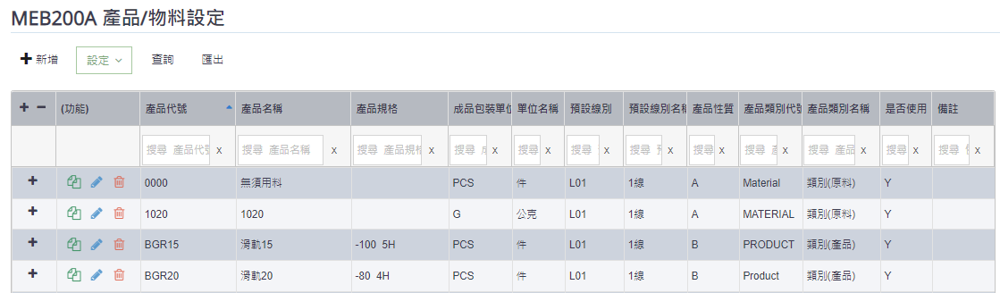 MEB200A 產品/物料設定
新增 設定 查詢 匯出
(功能) 產品代號 產品名稱 產品規格 成品包裝單位 單位名稱 預設線別 預設線別名稱 產品性質 產品類別代號 產品類別名稱 是否使用 備註
搜尋 產品代號 x 搜尋 產品名稱 x 搜尋 產品規格 x 搜尋 成 x 搜尋 x 搜尋 x 搜尋 預 x 搜尋 x 搜尋 產 x 搜尋 產品 x 搜尋 x 搜尋 備 x
0000 無須用料 PCS 件 L01 1線 A Material 類別(原料) Y
1020 1020 G 公克 L01 1線 A MATERIAL 類別(原料) Y
BGR15 滑軌15 -100 5H PCS 件 L01 1線 B PRODUCT 類別(產品) Y
BGR20 滑軌20 -80 4H PCS 件 L01 1線 B Product 類別(產品) Y